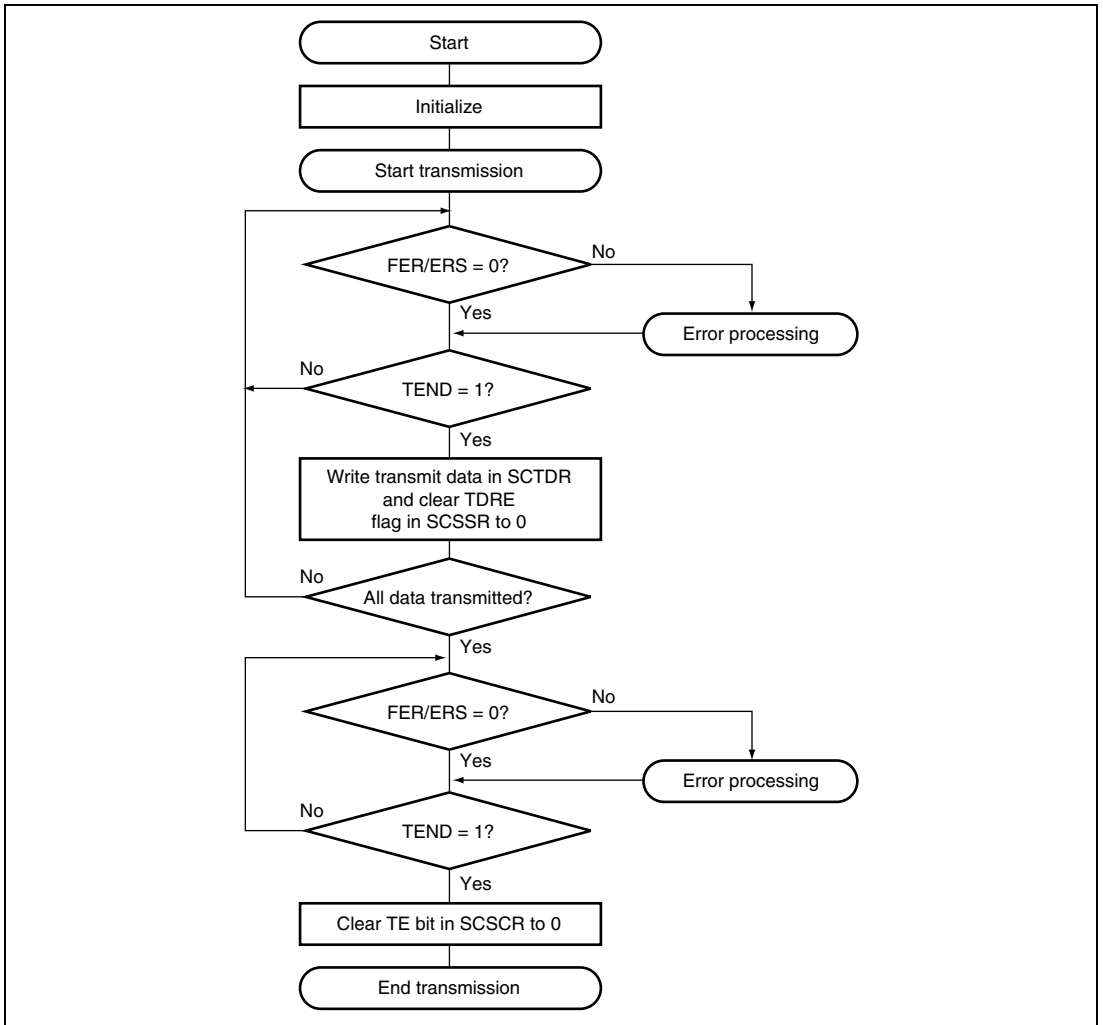 Start
Initialize
Start transmission
FER/ERS = 0?
No
Yes
Error processing
No
TEND = 1?
Yes
Write transmit data in SCTDR
and clear TDRE
flag in SCSSR to 0
No
All data transmitted?
Yes
FER/ERS = 0?
No
Yes
Error processing
No
TEND = 1?
Yes
Clear TE bit in SCSCR to 0
End transmission